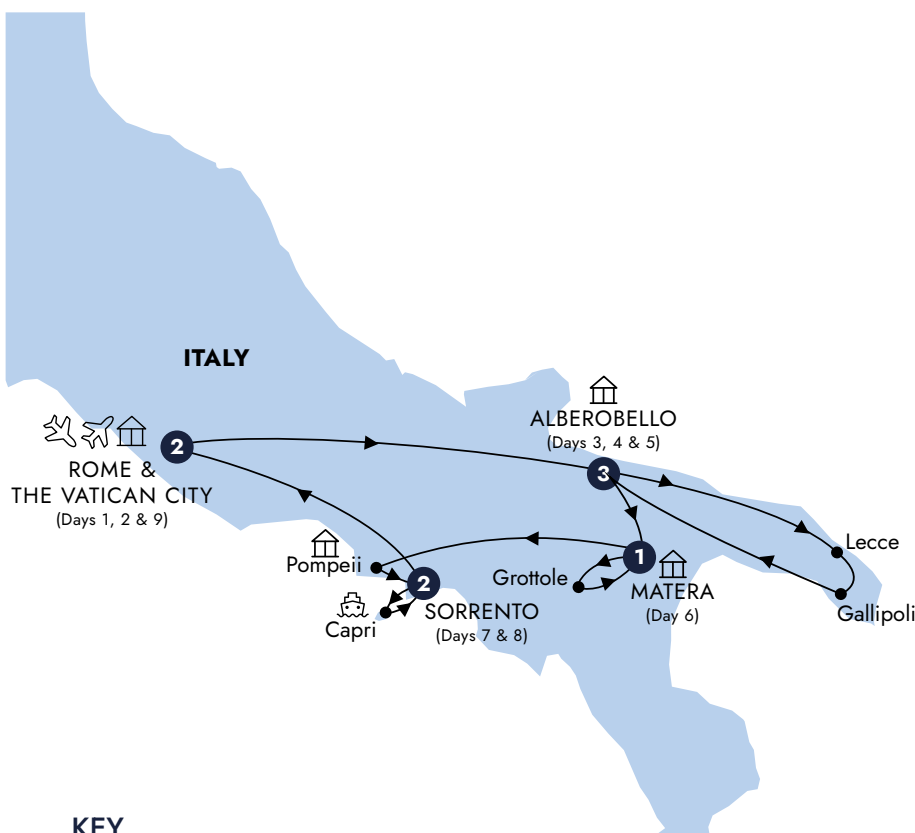 ITALY
ALBEROBELLO
(Days 3, 4 & 5)
2
3
ROME &
THE VATICAN CITY
(Days 1, 2 & 9)
Lecce
Pompeii
1
Grottole
2
MATERA
(Day 6)
SORRENTO
(Days 7 & 8)
Capri
Gallipoli
KEY